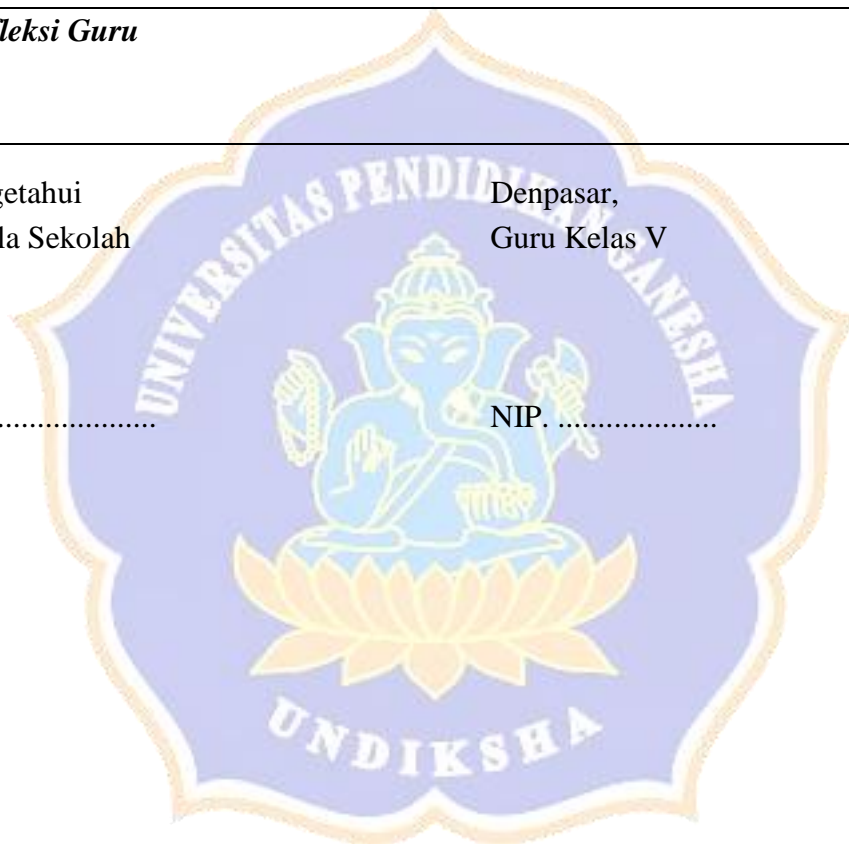 leksi Guru
getahui Denpasar,
la Sekolah Guru Kelas V
.................... NIP. ....................
UNIVERSITAS PENDIDIKAN GANESHA
UNDIKSHA